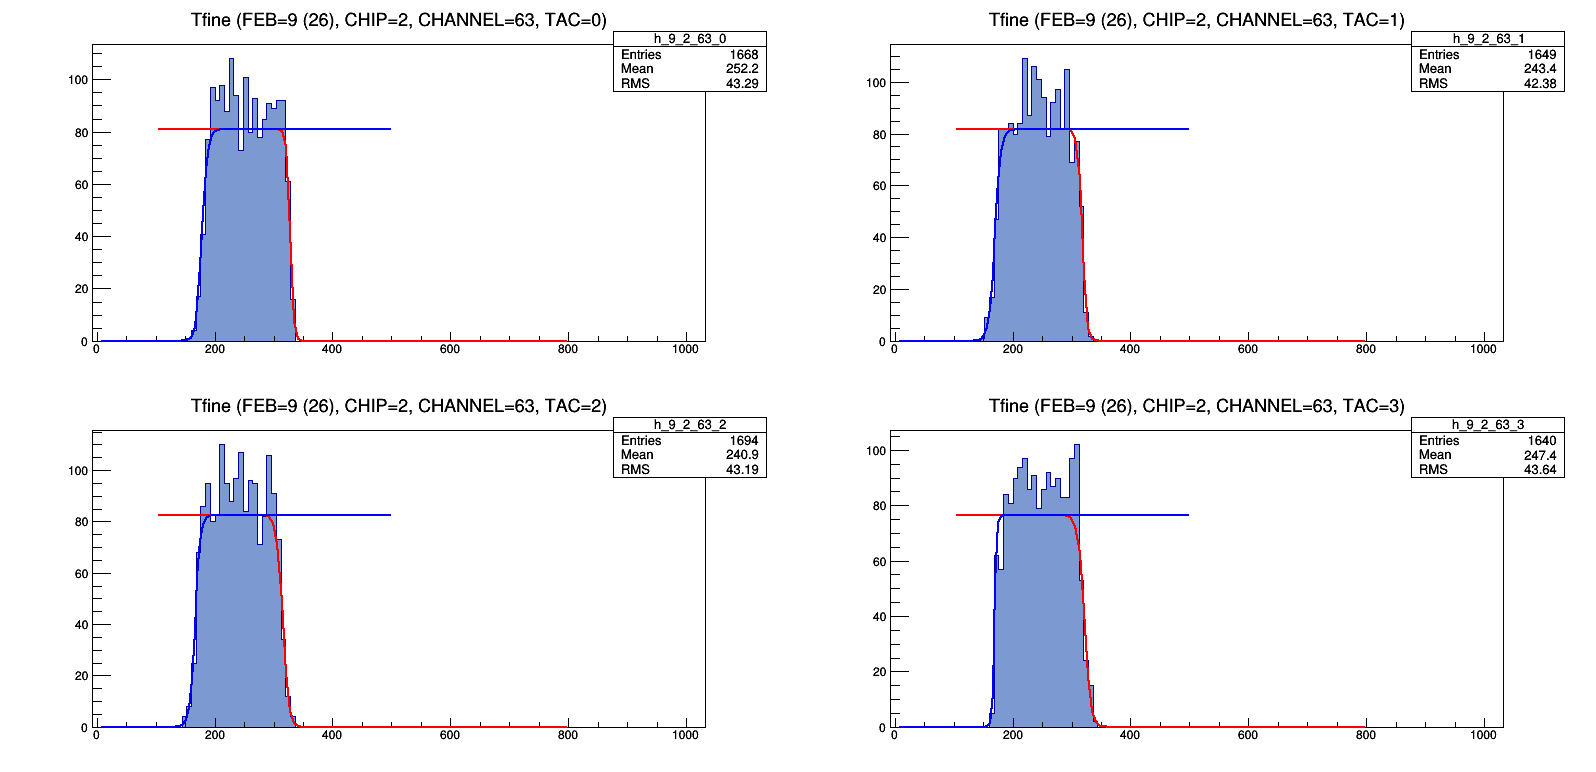 Tfine (FEB=9 (26), CHIP=2, CHANNEL=63, TAC=0)
h_9_2_63_0
Entries 1668
Mean 252.2
RMS 43.29
100
80
60
40
20
0
0 200 400 600 800 1000
Tfine (FEB=9 (26), CHIP=2, CHANNEL=63, TAC=1)
h_9_2_63_1
Entries 1649
Mean 243.4
RMS 42.38
100
80
60
40
20
0
0 200 400 600 800 1000
Tfine (FEB=9 (26), CHIP=2, CHANNEL=63, TAC=2)
h_9_2_63_2
Entries 1694
Mean 240.9
RMS 43.19
100
80
60
40
20
0
0 200 400 600 800 1000
Tfine (FEB=9 (26), CHIP=2, CHANNEL=63, TAC=3)
h_9_2_63_3
Entries 1640
Mean 247.4
RMS 43.64
100
80
60
40
20
0
0 200 400 600 800 1000